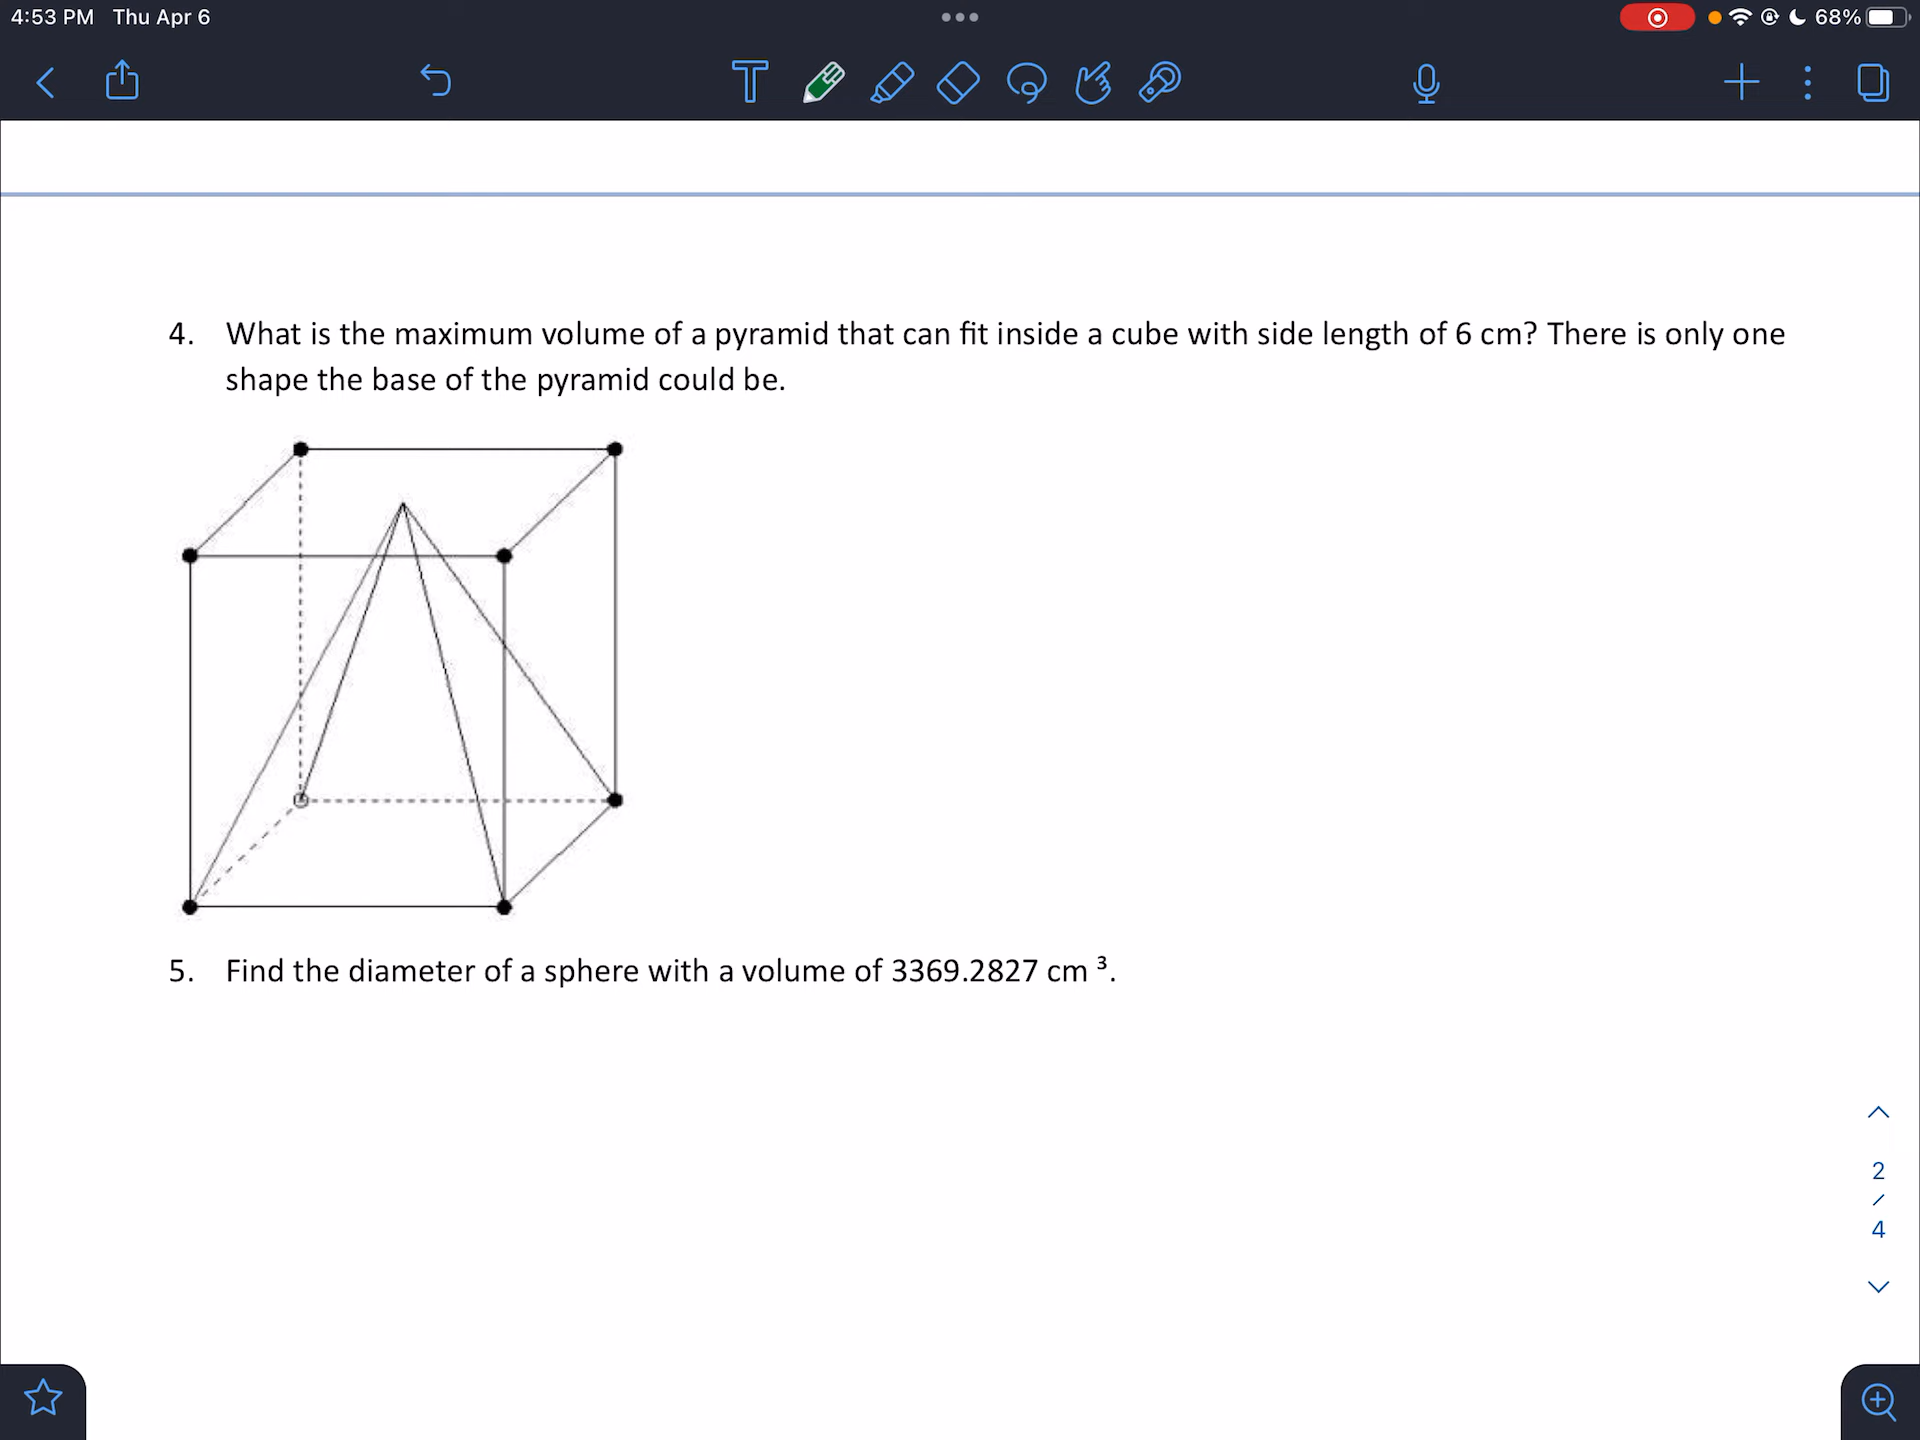 4:53 PM Thu Apr 6
68%
T
4. What is the maximum volume of a pyramid that can fit inside a cube with side length of 6 cm? There is only one
shape the base of the pyramid could be.
5. Find the diameter of a sphere with a volume of 3369.2827 cm ³.
2
/
4